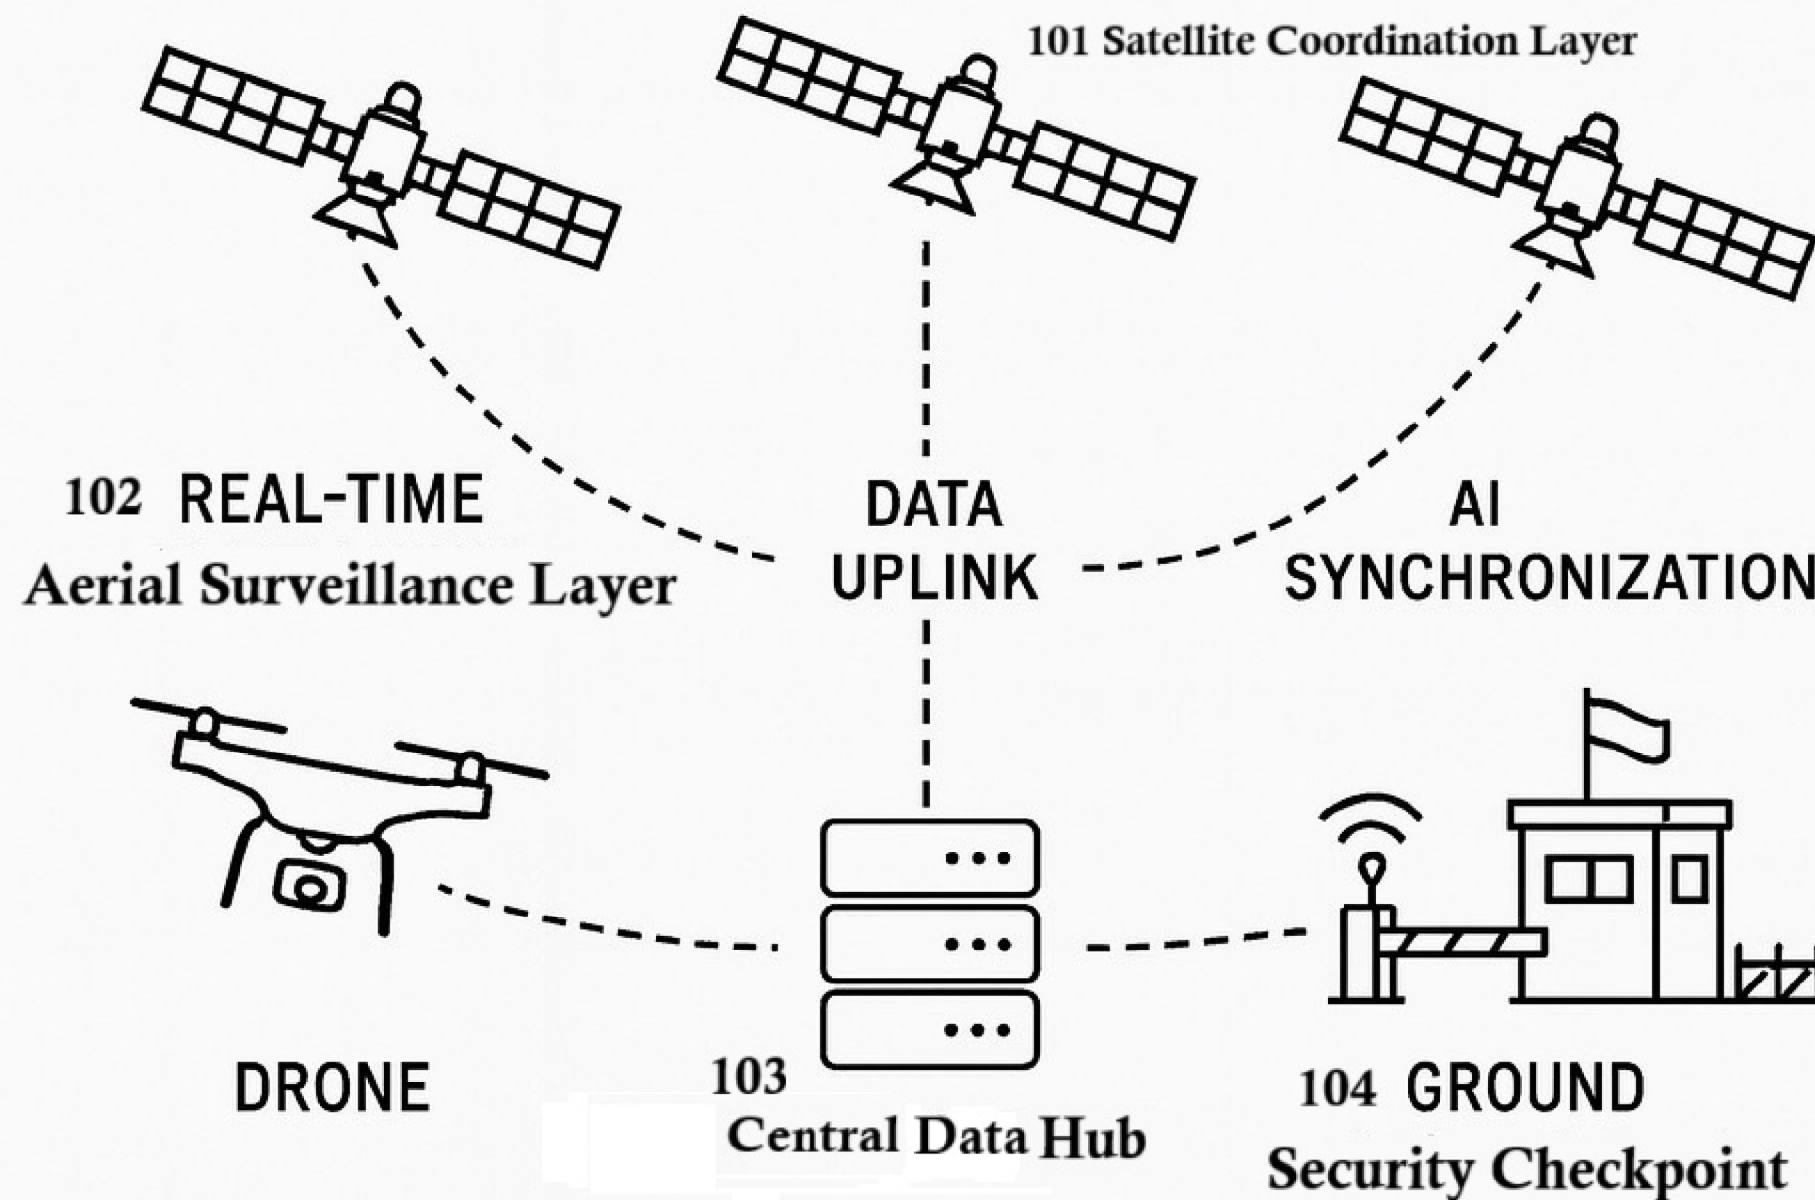 101 Satellite Coordination Layer
102 REAL-TIME
Aerial Surveillance Layer
DATA
UPLINK
AI
SYNCHRONIZATION
DRONE
103
Central Data Hub
104 GROUND
Security Checkpoint